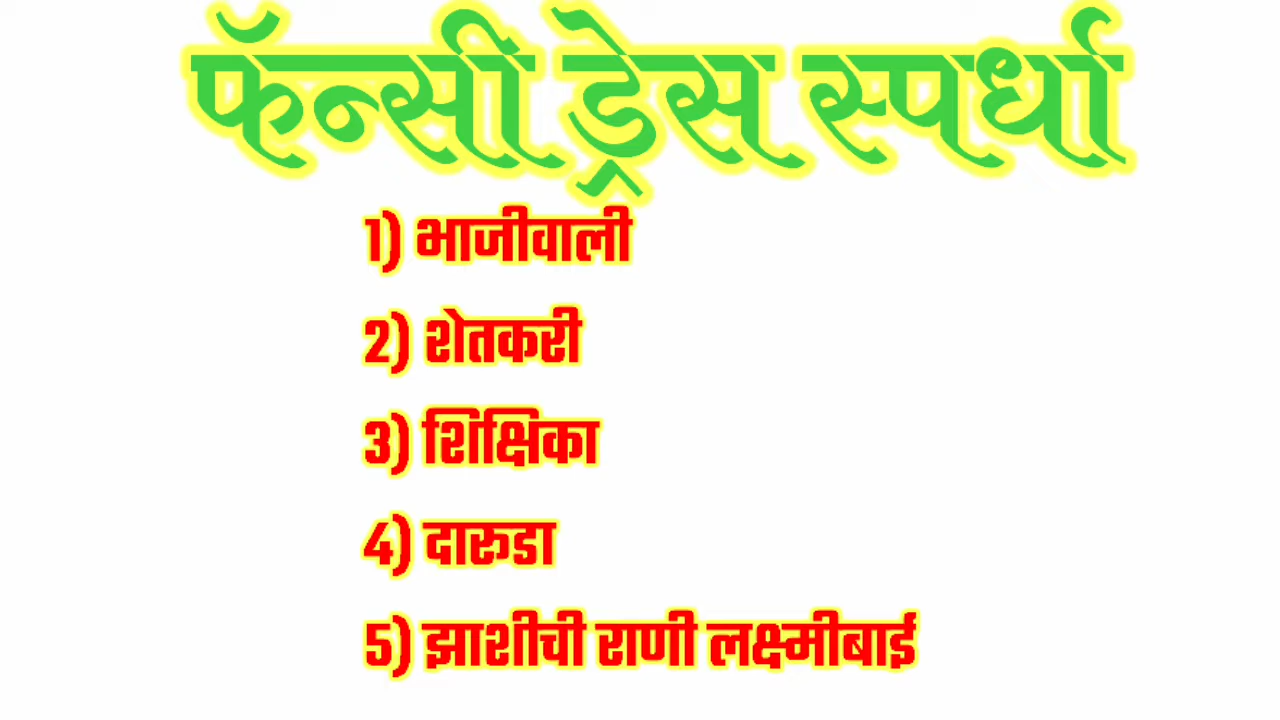 फॅन्सी ड्रेस स्पर्धा
1) भाजीवाली
2) शेतकरी
3) शिक्षिका
4) दारूडा
5) झाशीची राणी लक्ष्मीबाई